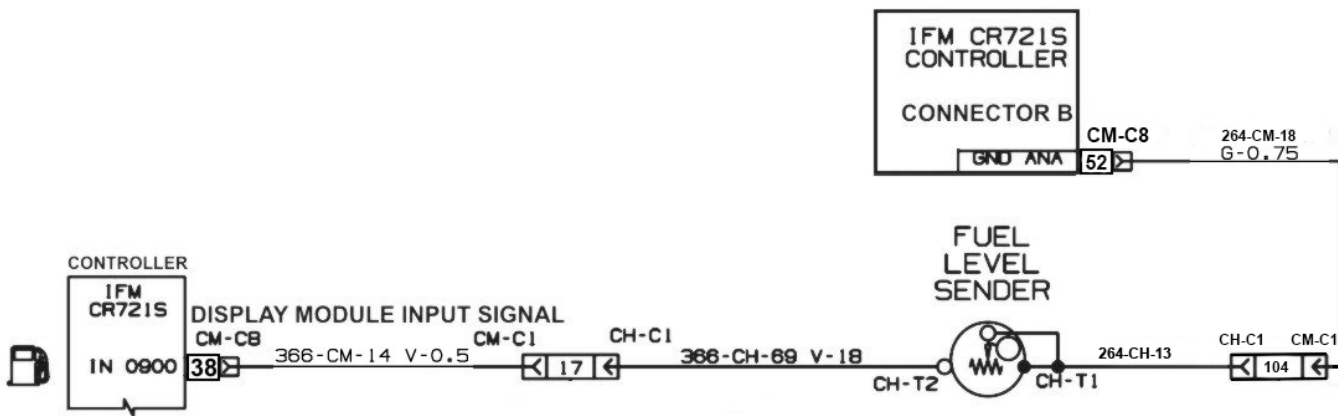 IFM CR721S
CONTROLLER
CONNECTOR B
GND ANA
52
CM-C8
264-CM-18
G-0.75
CONTROLLER
IFM
CR721S
IN 0900
DISPLAY MODULE INPUT SIGNAL
CM-C8
38
366-CM-14 V-0.5
CM-C1
17
CH-C1
366-CH-69 V-18
FUEL
LEVEL
SENDER
CH-T2
CH-T1
264-CH-13
CH-C1
104
CM-C1